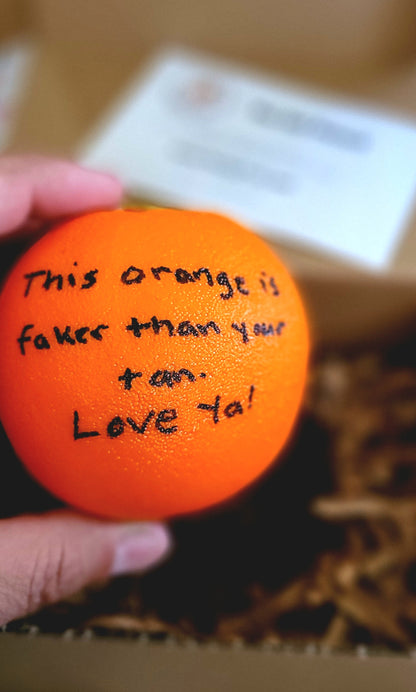 This orange is
faker than your
tan.
Love Ya!